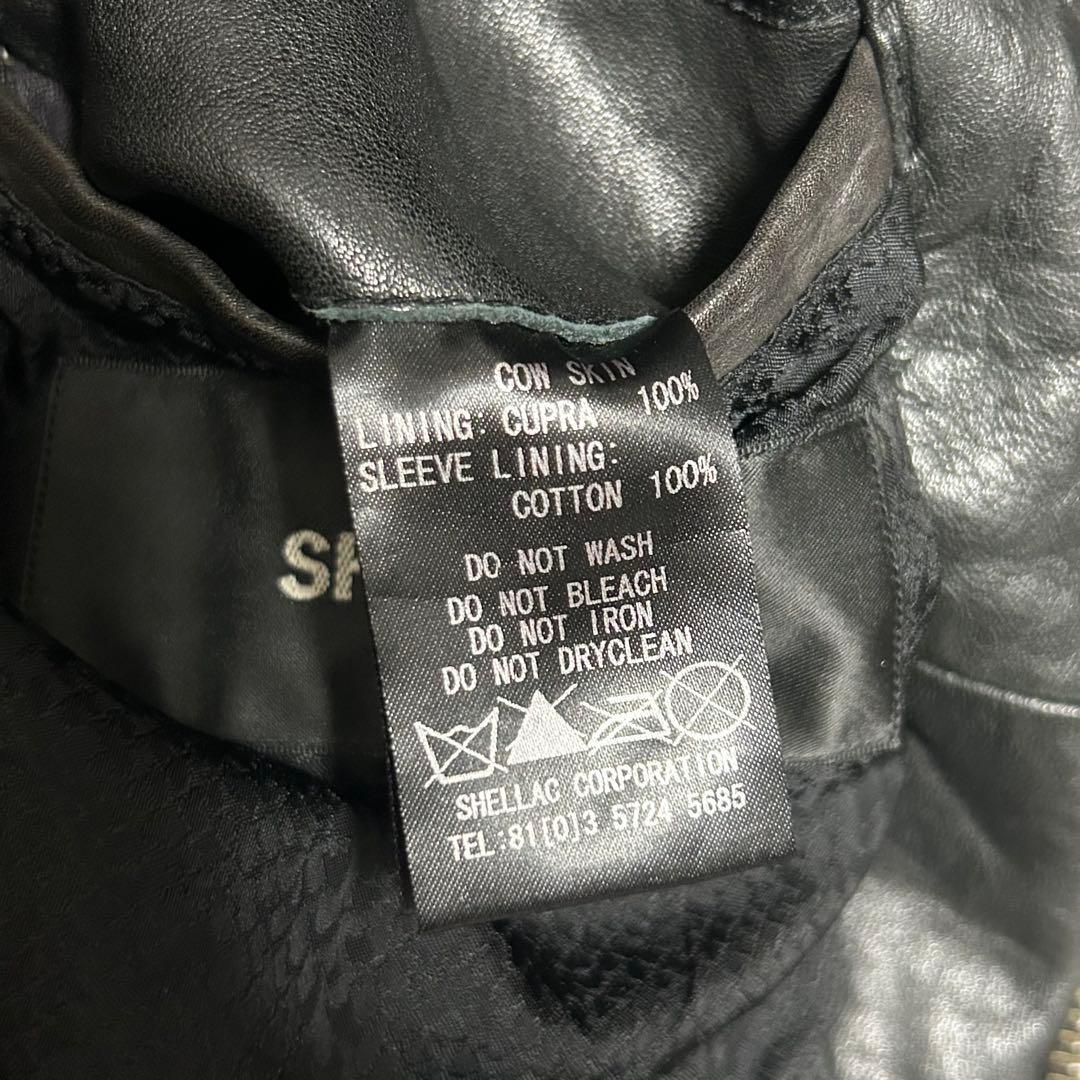 COW SKIN
LINING: CUPRA 100%
SLEEVE LINING:
COTTON 100%
DO NOT WASH
DO NOT BLEACH
DO NOT IRON
DO NOT DRYCLEAN
SHELLAC CORPORATION
TEL:81[0]3 5724 5685